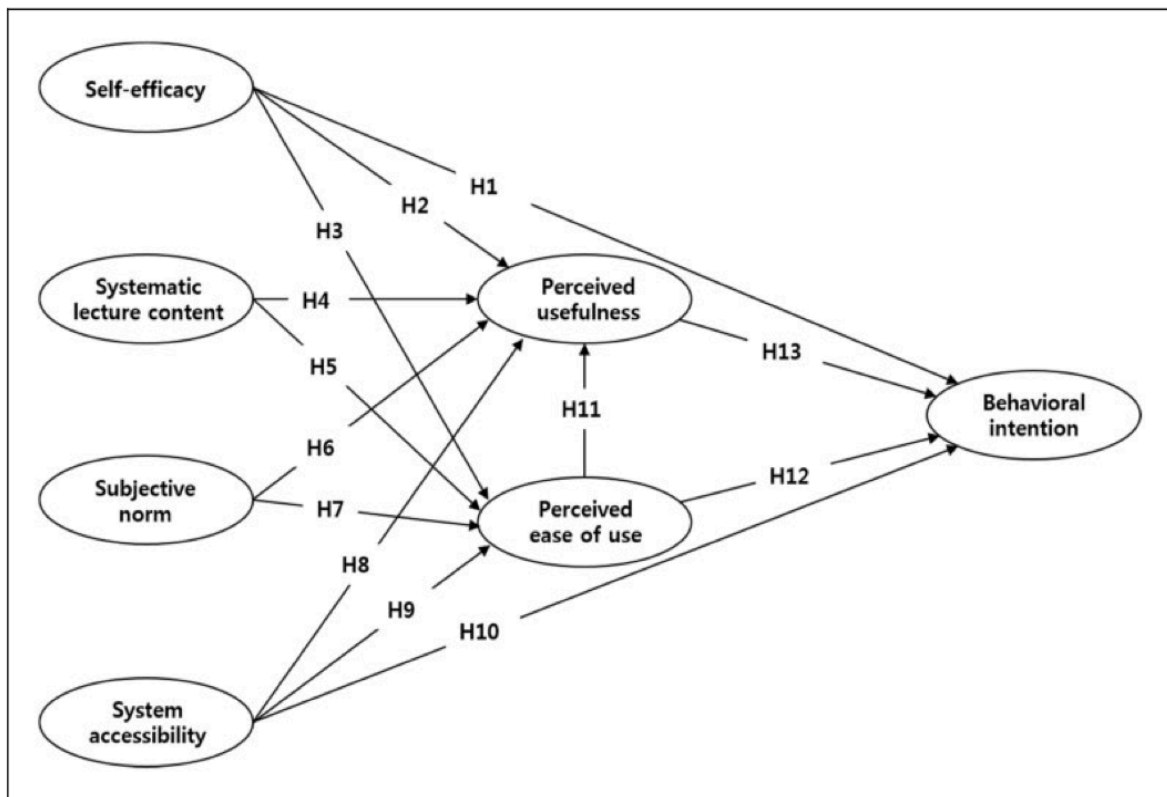 Self-efficacy
H1
H2
H3
Systematic
lecture content
H4
Perceived
usefulness
H5
H13
H11
Behavioral
intention
H6
Subjective
norm
H7
Perceived
ease of use
H12
H8
H9
H10
System
accessibility